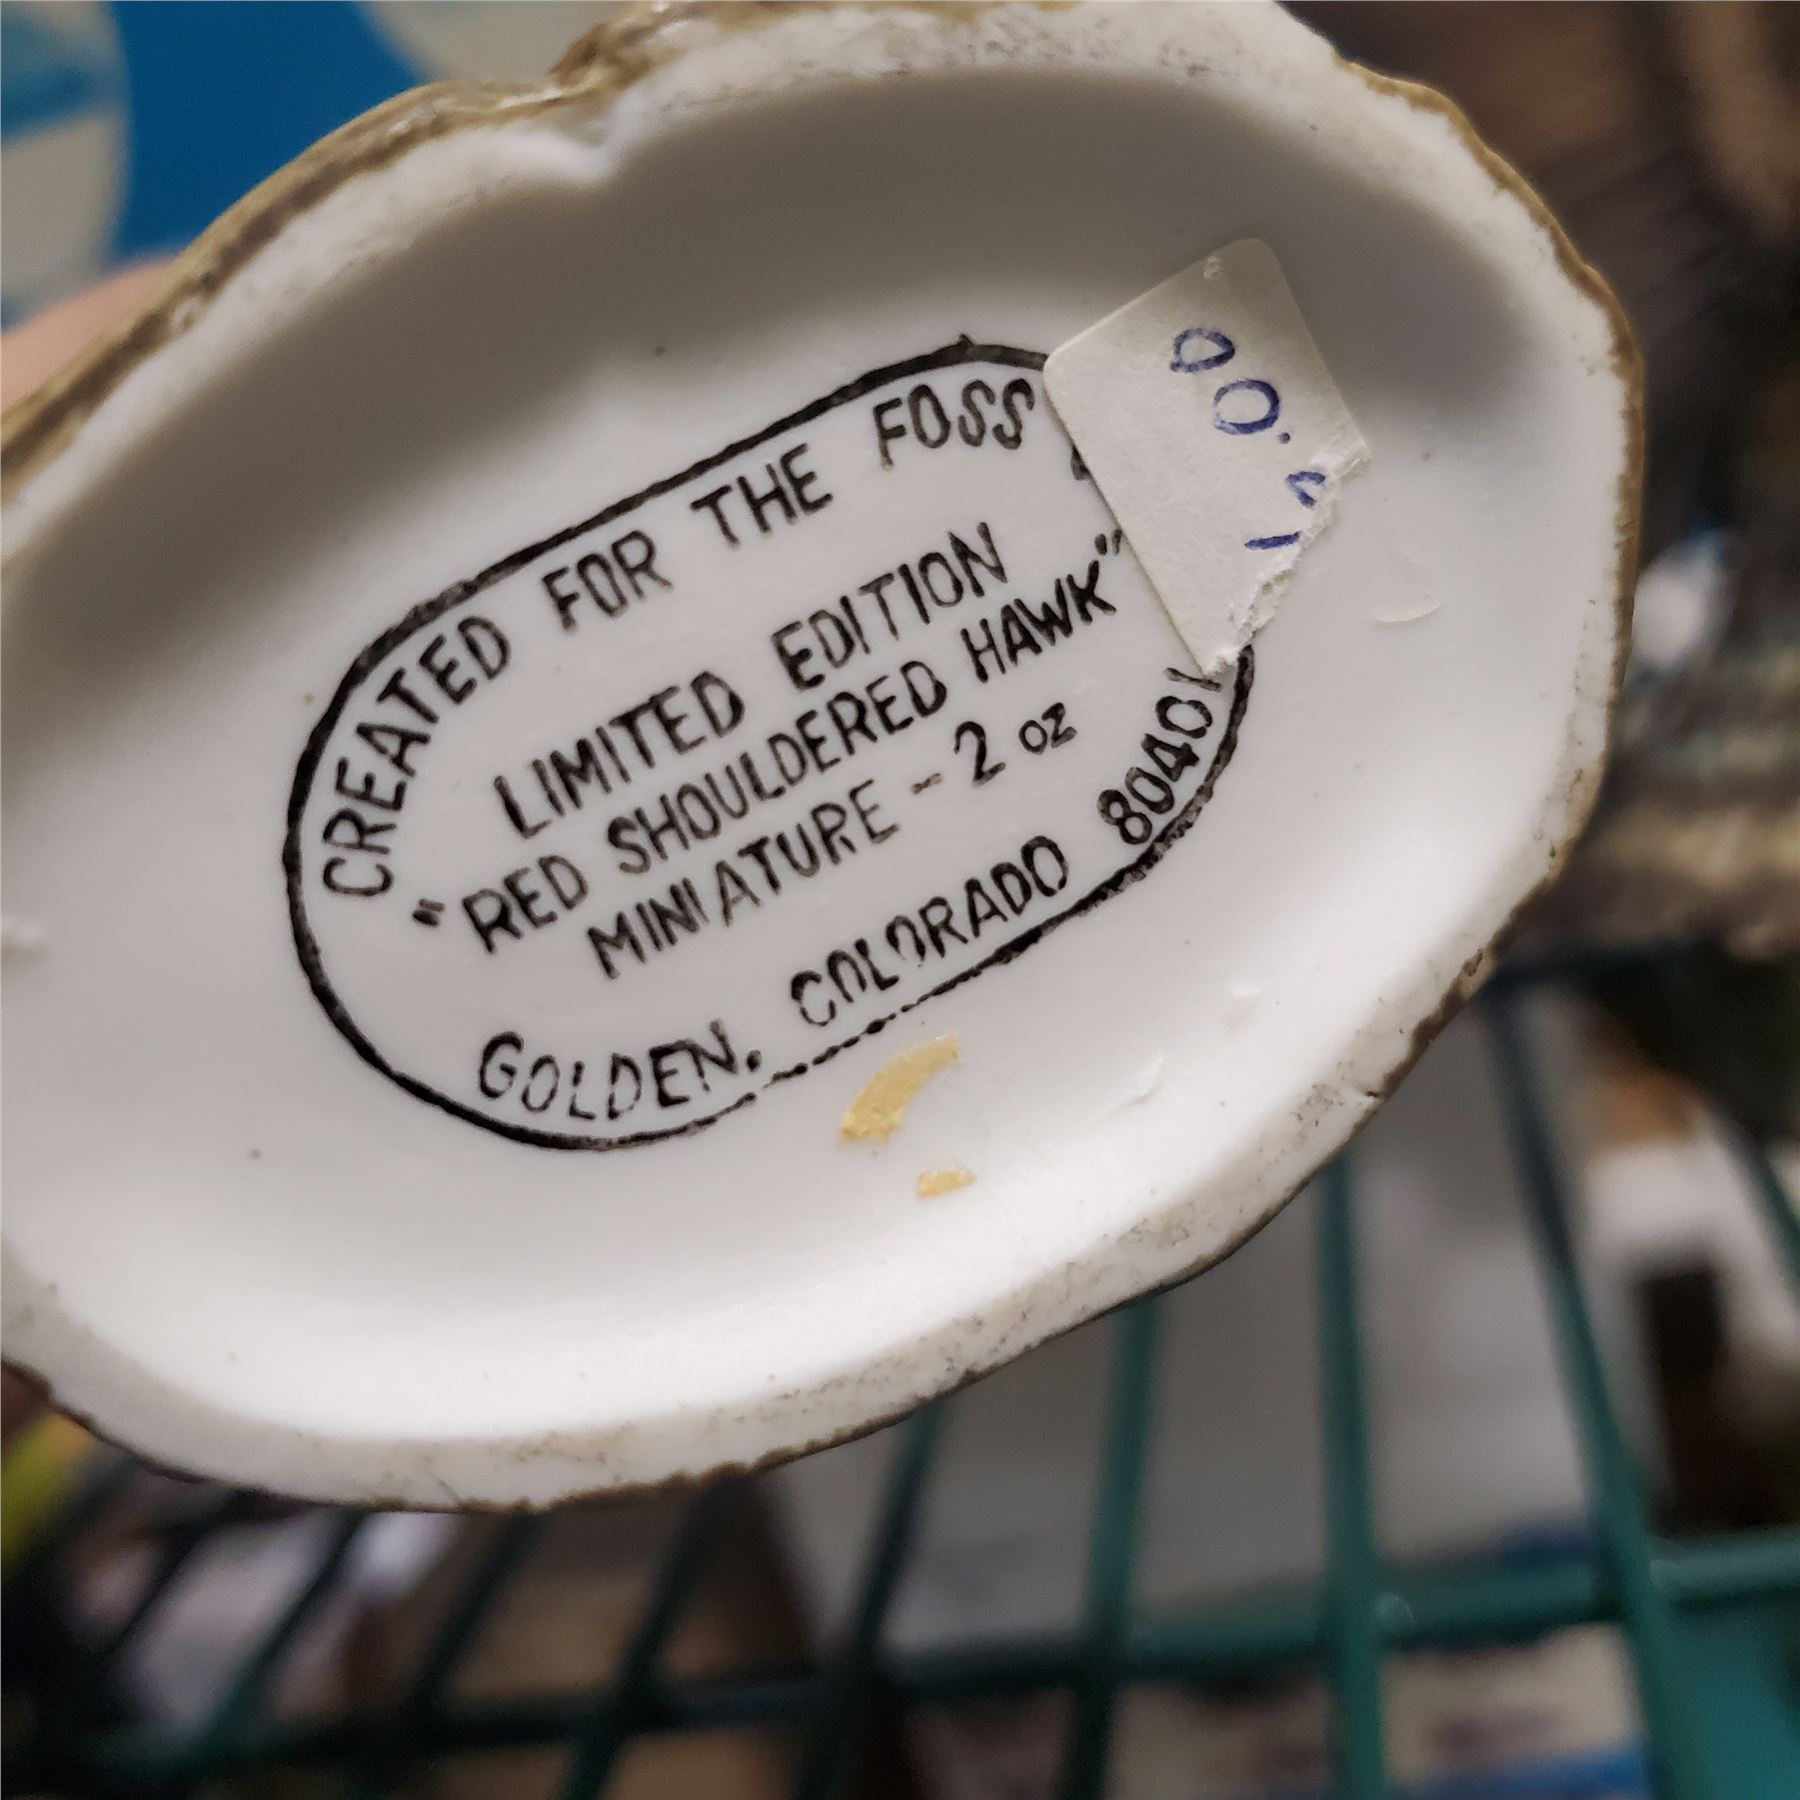 CREATED FOR THE FOSS
LIMITED EDITION
"RED SHOULDERED HAWK"
MINIATURE - 2 oz
GOLDEN, COLORADO 80401